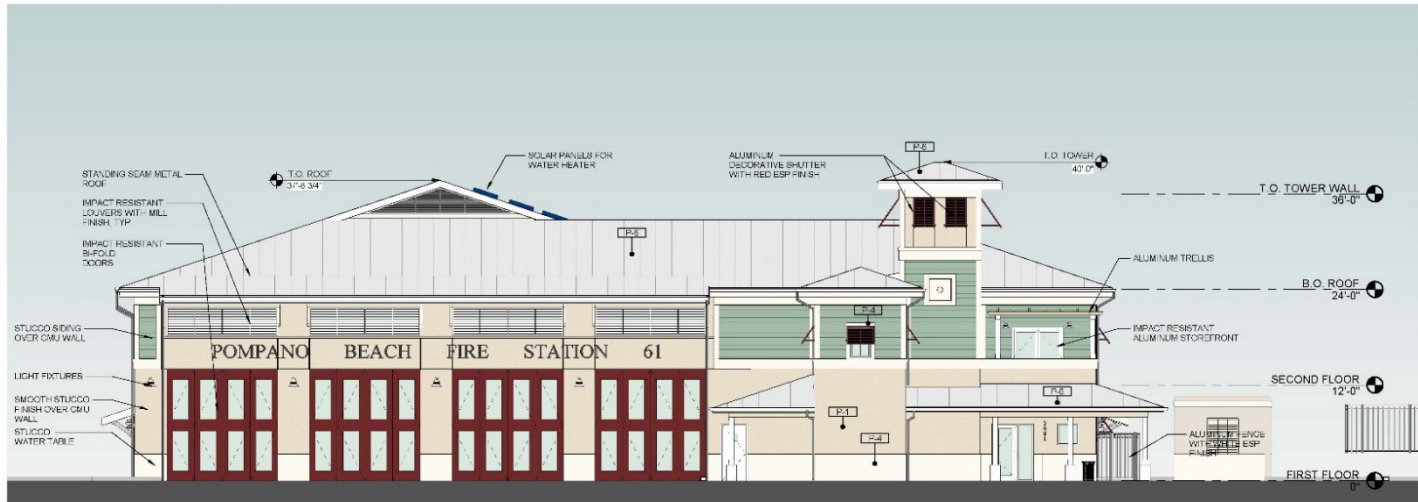 SOLAR PANELS FOR
WATER HEATER
T.O. ROOF
37'-8 3/4"
STANDING SEAM METAL
ROOF
IMPACT RESISTANT
LOUVERS WITH MILL
FINISH, TYP
IMPACT RESISTANT
BI-FOLD
DOORS
STUCCO SIDING
OVER CMU WALL
LIGHT FIXTURES
SMOOTH STUCCO
FINISH OVER CMU
WALL
STUCCO
WATER TABLE
POMPANO BEACH FIRE STATION 61
ALUMINUM
DECORATIVE SHUTTER
WITH RED ESP FINISH
P-6
T.O. TOWER
40'-0"
T.O. TOWER WALL
36'-0"
P-6
ALUMINUM TRELLIS
B.O. ROOF
24'-0"
P-4
IMPACT RESISTANT
ALUMINUM STOREFRONT
SECOND FLOOR
12'-0"
P-6
P-1
P-4
ALUMINUM FENCE
WITH WHITE ESP
FINISH
FIRST FLOOR
0"